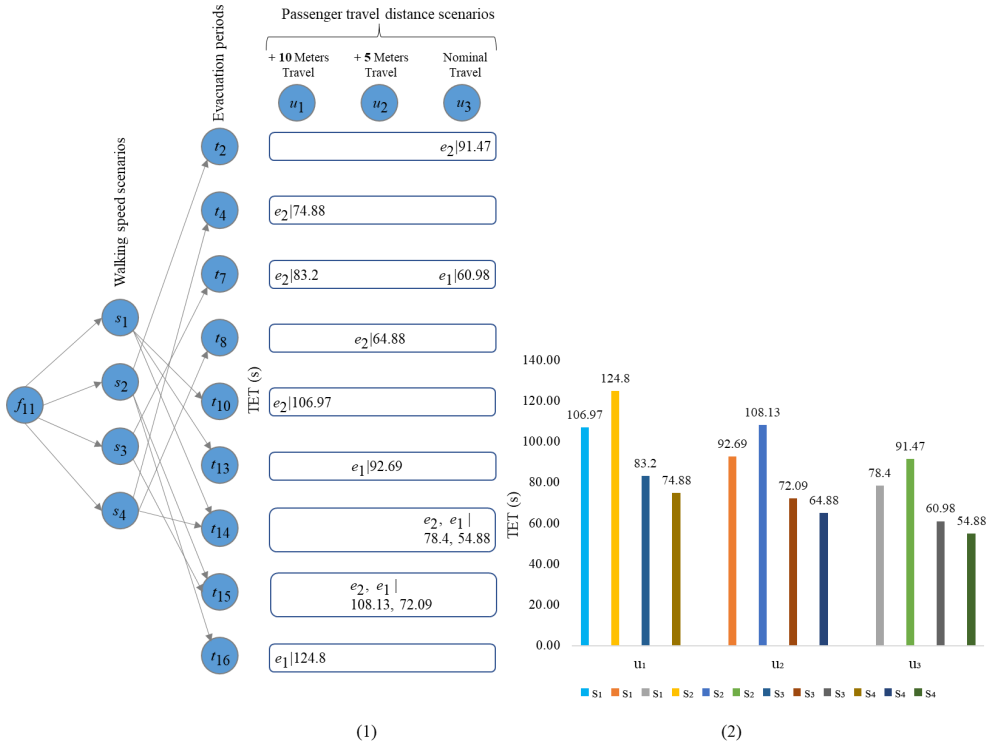 Passenger travel distance scenarios
Evacuation periods
+ 10 Meters Travel
+ 5 Meters Travel
Nominal Travel
u1
u2
u3
t2
e2|91.47
Walking speed scenarios
t4
e2|74.88
t7
e2|83.2
e1|60.98
s1
t8
e2|64.88
s2
f11
TET (s)
t10
e2|106.97
s3
t13
e1|92.69
s4
t14
e2, e1 |
78.4, 54.88
t15
e2, e1 |
108.13, 72.09
t16
e1|124.8
(1)
TET (s)
140.00
120.00
100.00
80.00
60.00
40.00
20.00
0.00
106.97
124.8
83.2
74.88
92.69
108.13
72.09
64.88
78.4
91.47
60.98
54.88
u1
u2
u3
S1 S1 S1 S2 S2 S2 S3 S3 S3 S4 S4 S4
(2)